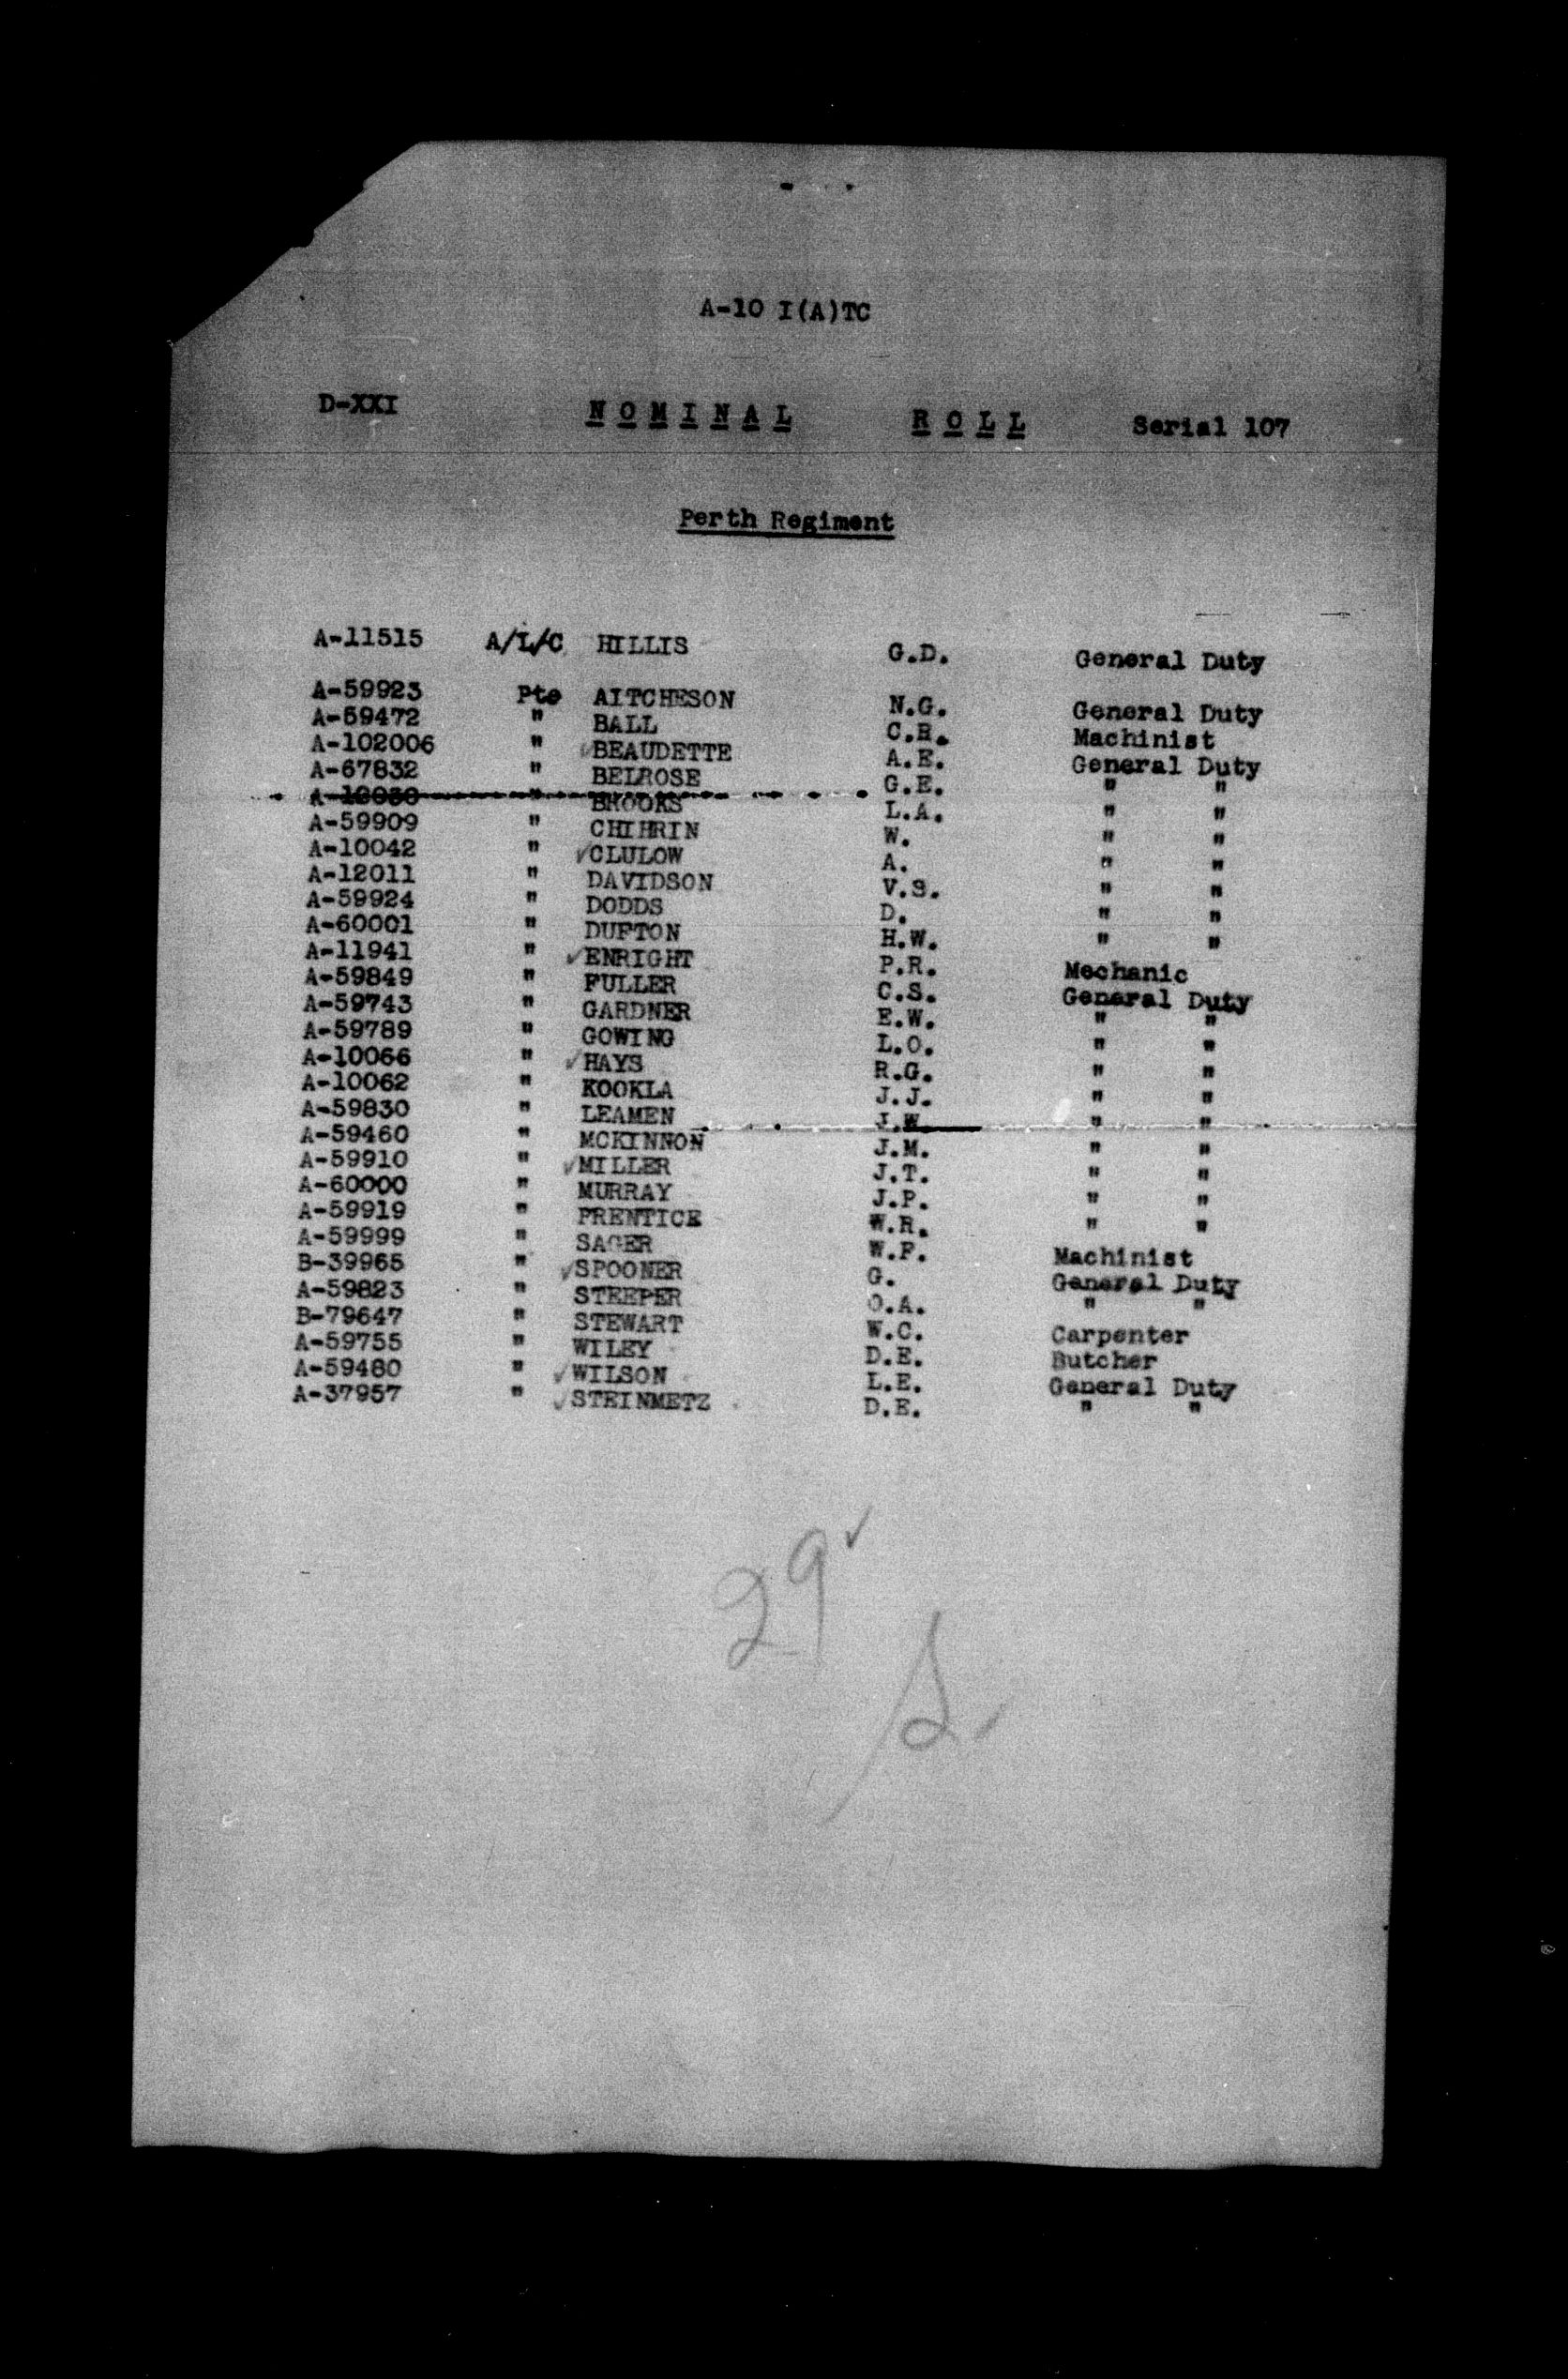 A-10 I(A)TC
D-XXI NOMINAL ROLL Serial 107
Perth Regiment
A-11515 A/L/C HILLIS G.D. General Duty
A-59923 Pte AITCHESON N.G. General Duty
A-59472 " BALL C.R. Machinist
A-102006 " ✓BEAUDETTE A.E. General Duty
A-67832 " BELROSE G.E. " "
A-10030 " BROOKS L.A. " "
A-59909 " CHIHRIN W. " "
A-10042 " ✓CLULOW A. " "
A-12011 " DAVIDSON V.S. " "
A-59924 " DODDS D. " "
A-60001 " DUFTON H.W. " "
A-11941 " ✓ENRIGHT P.R. Mechanic
A-59849 " FULLER C.S. General Duty
A-59743 " GARDNER E.W. " "
A-59789 " GOWING L.O. " "
A-10066 " ✓HAYS R.G. " "
A-10062 " KOOKLA J.J. " "
A-59830 " LEAMEN J.W. " "
A-59460 " MCKINNON J.M. " "
A-59910 " ✓MILLER J.T. " "
A-60000 " MURRAY J.P. " "
A-59919 " PRENTICE W.R. " "
A-59999 " SAGER W.F. Machinist
B-39965 " ✓SPOONER G. General Duty
A-59823 " STEEPER O.A. " "
B-79647 " STEWART W.C. Carpenter
A-59755 " WILEY D.E. Butcher
A-59480 " ✓WILSON L.E. General Duty
A-37957 " ✓STEINMETZ D.E. " "
29✓